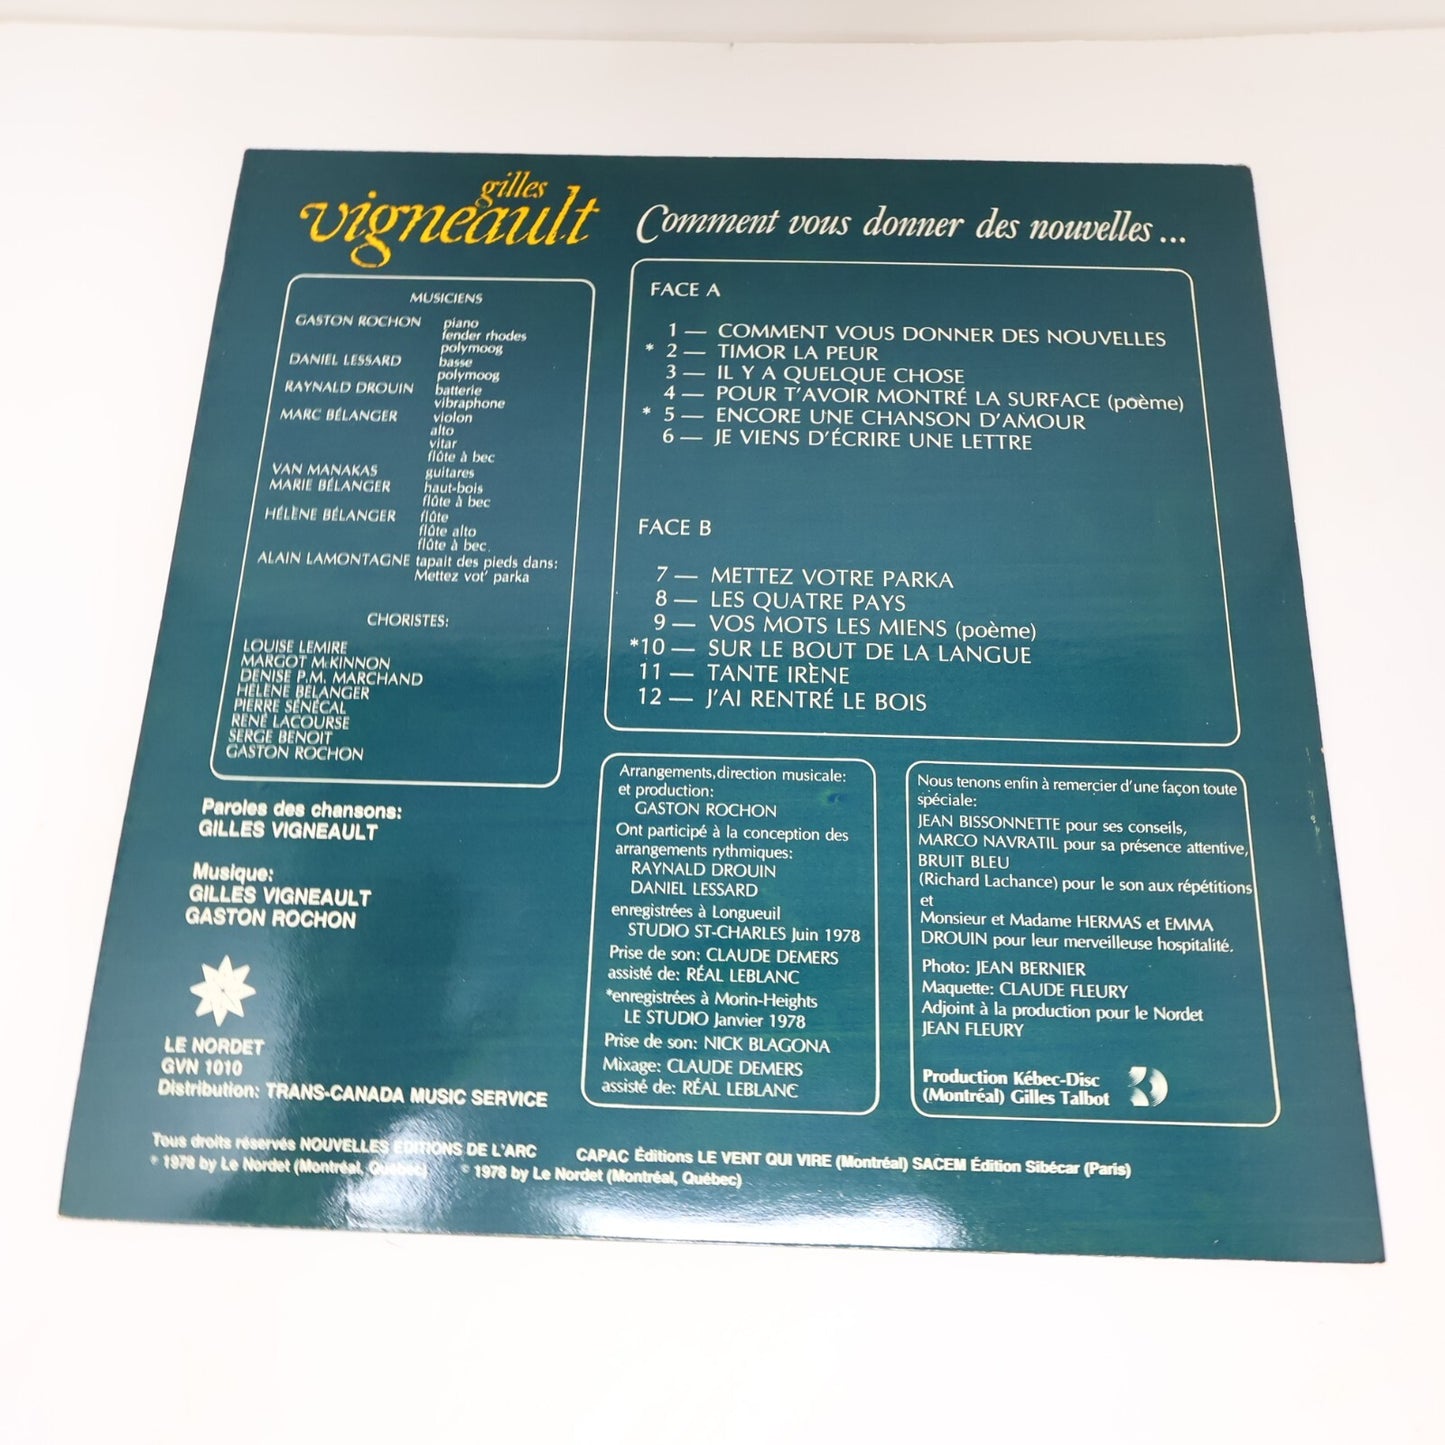 gilles
vigneault
Comment vous donner des nouvelles...
MUSICIENS
GASTON ROCHON piano
fender rhodes
polymoog
DANIEL LESSARD basse
polymoog
RAYNALD DROUIN batterie
vibraphone
MARC BÉLANGER violon
alto
vitar
flûte à bec
VAN MANAKAS guitares
MARIE BÉLANGER haut-bois
flûte à bec
HÉLÈNE BÉLANGER flûte
flûte alto
flûte à bec.
ALAIN LAMONTAGNE tapait des pieds dans:
Mettez vot' parka
CHORISTES:
LOUISE LEMIRE
MARGOT McKINNON
DENISE P.M. MARCHAND
HÉLÈNE BÉLANGER
PIERRE SÉNÉCAL
RENÉ LACOURSE
SERGE BENOIT
GASTON ROCHON
FACE A
1 — COMMENT VOUS DONNER DES NOUVELLES
* 2 — TIMOR LA PEUR
3 — IL Y A QUELQUE CHOSE
4 — POUR T'AVOIR MONTRÉ LA SURFACE (poème)
* 5 — ENCORE UNE CHANSON D'AMOUR
6 — JE VIENS D'ÉCRIRE UNE LETTRE
FACE B
7 — METTEZ VOTRE PARKA
8 — LES QUATRE PAYS
9 — VOS MOTS LES MIENS (poème)
*10 — SUR LE BOUT DE LA LANGUE
11 — TANTE IRÈNE
12 — J'AI RENTRÉ LE BOIS
Paroles des chansons:
GILLES VIGNEAULT
Musique:
GILLES VIGNEAULT
GASTON ROCHON
LE NORDET
GVN 1010
Distribution: TRANS-CANADA MUSIC SERVICE
Arrangements, direction musicale:
et production:
GASTON ROCHON
Ont participé à la conception des
arrangements rythmiques:
RAYNALD DROUIN
DANIEL LESSARD
enregistrées à Longueuil
STUDIO ST-CHARLES Juin 1978
Prise de son: CLAUDE DEMERS
assisté de: RÉAL LEBLANC
*enregistrées à Morin-Heights
LE STUDIO Janvier 1978
Prise de son: NICK BLAGONA
Mixage: CLAUDE DEMERS
assisté de: RÉAL LEBLANC
Nous tenons enfin à remercier d'une façon toute
spéciale:
JEAN BISSONNETTE pour ses conseils,
MARCO NAVRATIL pour sa présence attentive,
BRUIT BLEU
(Richard Lachance) pour le son aux répétitions
et
Monsieur et Madame HERMAS et EMMA
DROUIN pour leur merveilleuse hospitalité.
Photo: JEAN BERNIER
Maquette: CLAUDE FLEURY
Adjoint à la production pour le Nordet
JEAN FLEURY
Production Kébec-Disc
(Montréal) Gilles Talbot
Tous droits réservés NOUVELLES ÉDITIONS DE L'ARC CAPAC Éditions LE VENT QUI VIRE (Montréal) SACEM Édition Sibécar (Paris)
℗ 1978 by Le Nordet (Montréal, Québec) © 1978 by Le Nordet (Montréal, Québec)